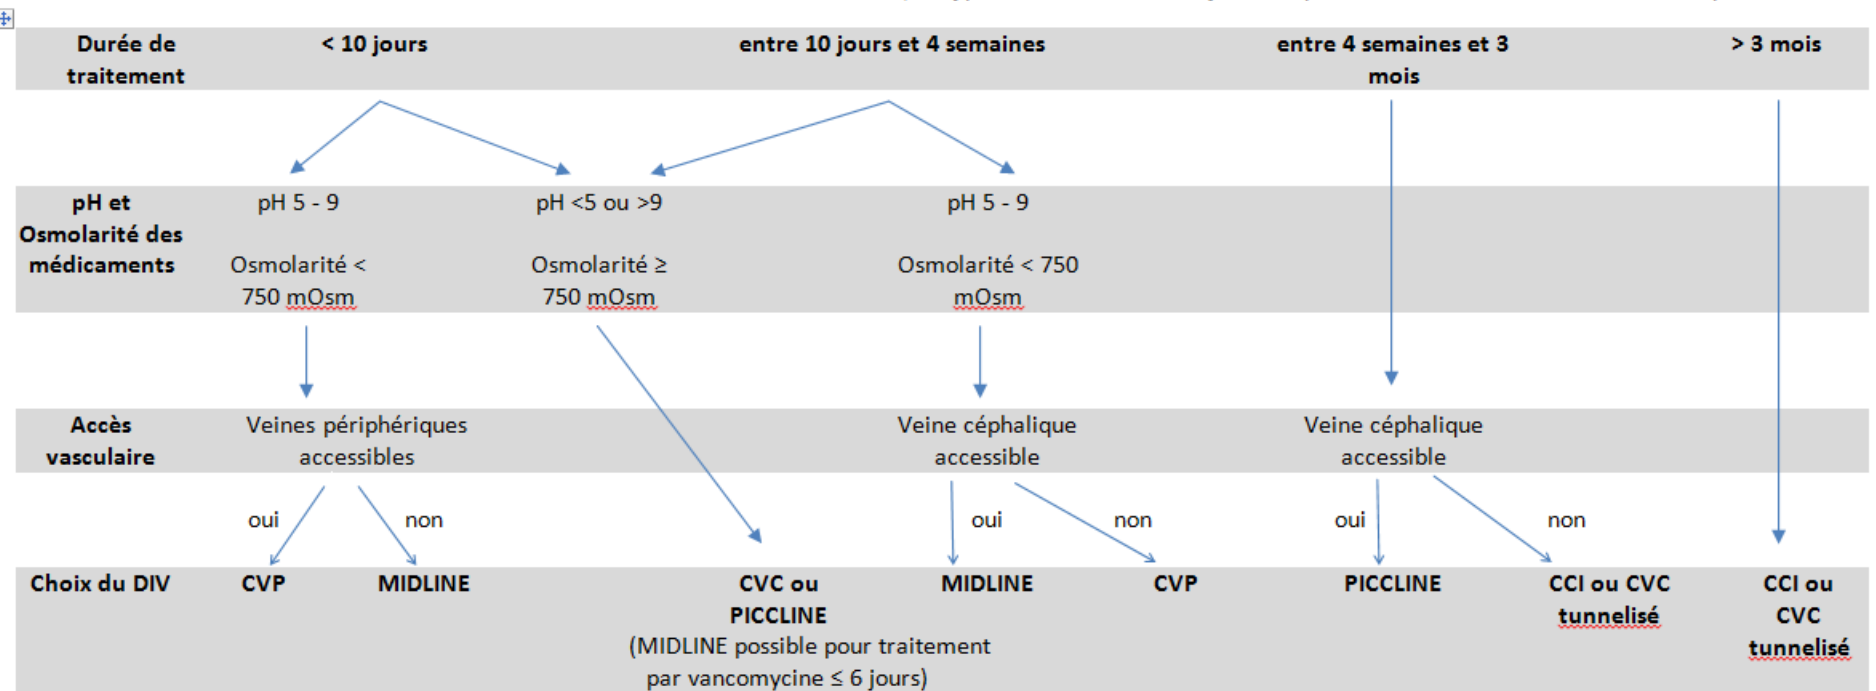 Durée de traitement
< 10 jours
entre 10 jours et 4 semaines
entre 4 semaines et 3
mois
> 3 mois
pH et
Osmolarité des
médicaments
pH 5 - 9
Osmolarité <
750 mOsm
pH <5 ou >9
Osmolarité ≥
750 mOsm
pH 5 - 9
Osmolarité < 750
mOsm
Accès
vasculaire
Veines périphériques
accessibles
Veine céphalique
accessible
Veine céphalique
accessible
oui
non
oui
non
oui
non
Choix du DIV
CVP
MIDLINE
CVC ou
PICCLINE
(MIDLINE possible pour traitement
par vancomycine ≤ 6 jours)
MIDLINE
CVP
PICCLINE
CCI ou CVC
tunnelisé
CCI ou
CVC
tunnelisé